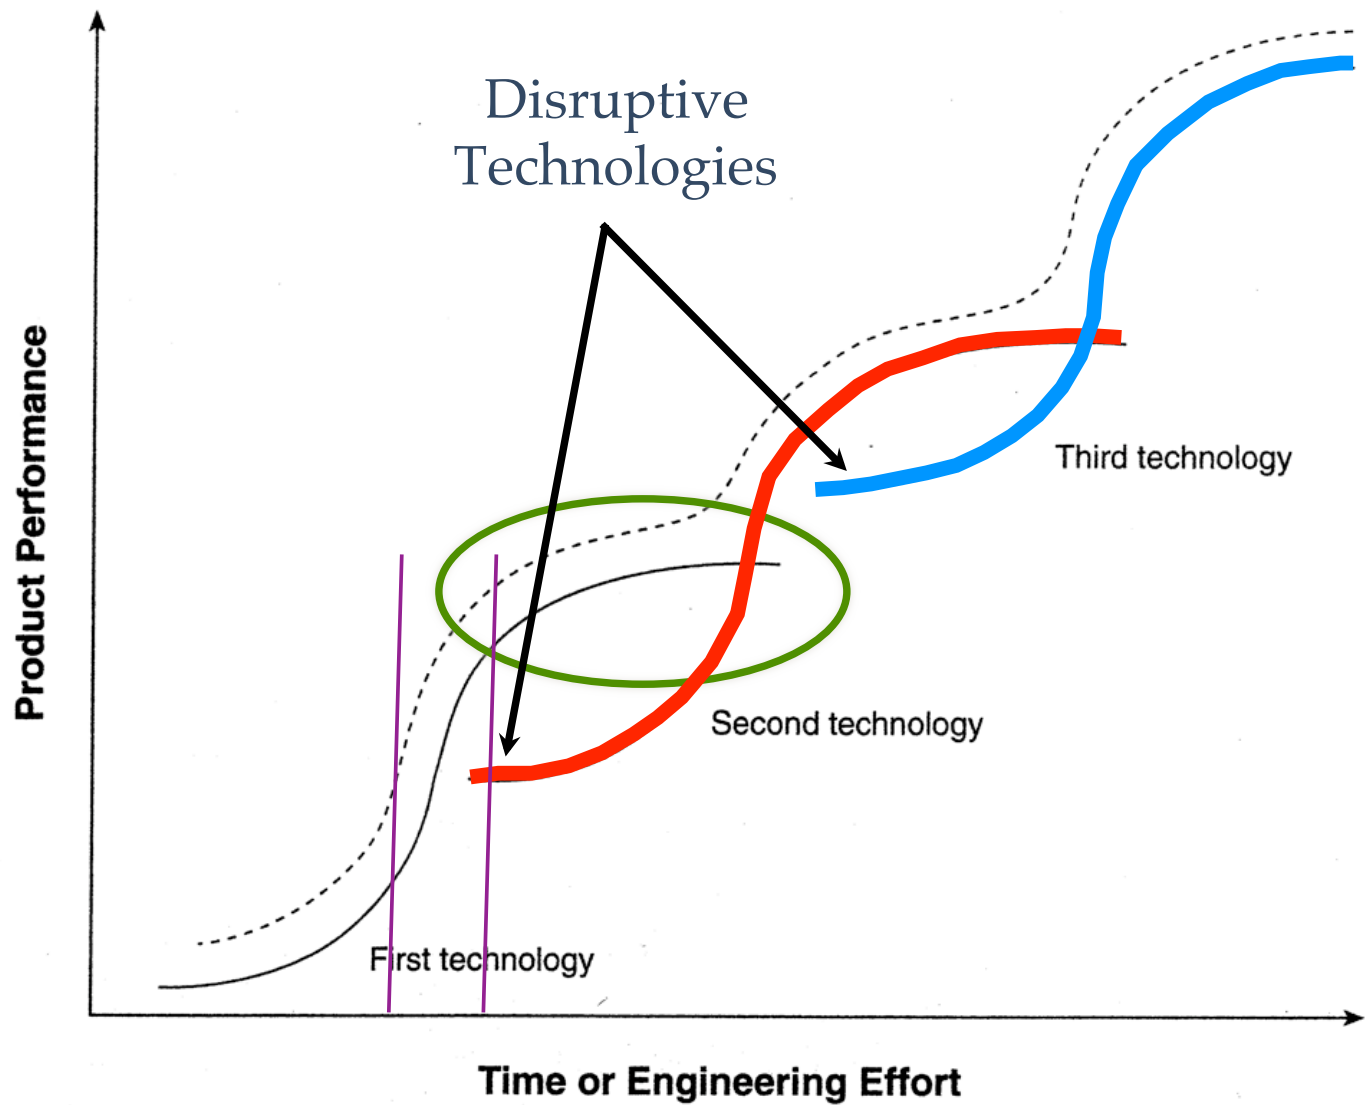 Disruptive
Technologies
Product Performance
Third technology
Second technology
First technology
Time or Engineering Effort